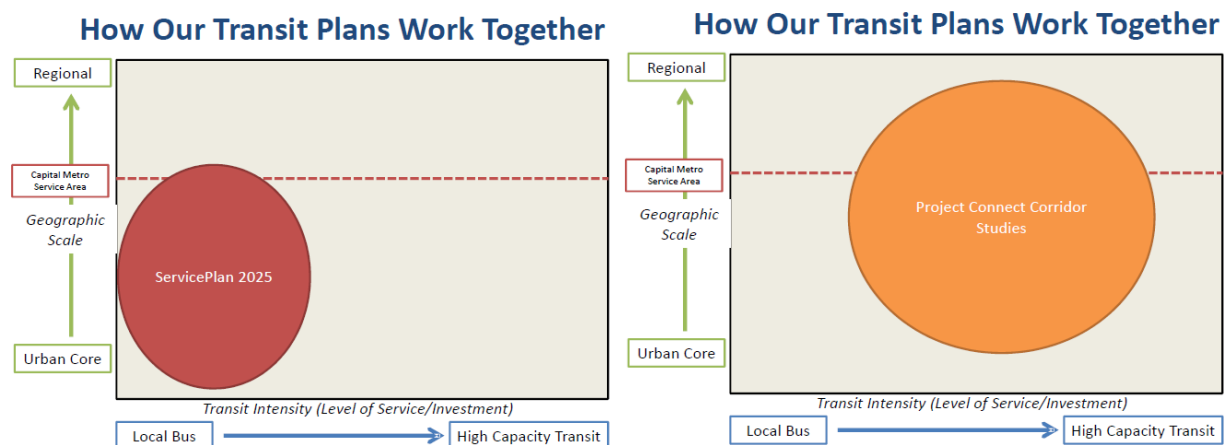 How Our Transit Plans Work Together
Regional
Capital Metro
Service Area
Geographic
Scale
ServicePlan 2025
Urban Core
Transit Intensity (Level of Service/Investment)
Local Bus
High Capacity Transit
How Our Transit Plans Work Together
Regional
Capital Metro
Service Area
Geographic
Scale
Project Connect Corridor
Studies
Urban Core
Transit Intensity (Level of Service/Investment)
Local Bus
High Capacity Transit